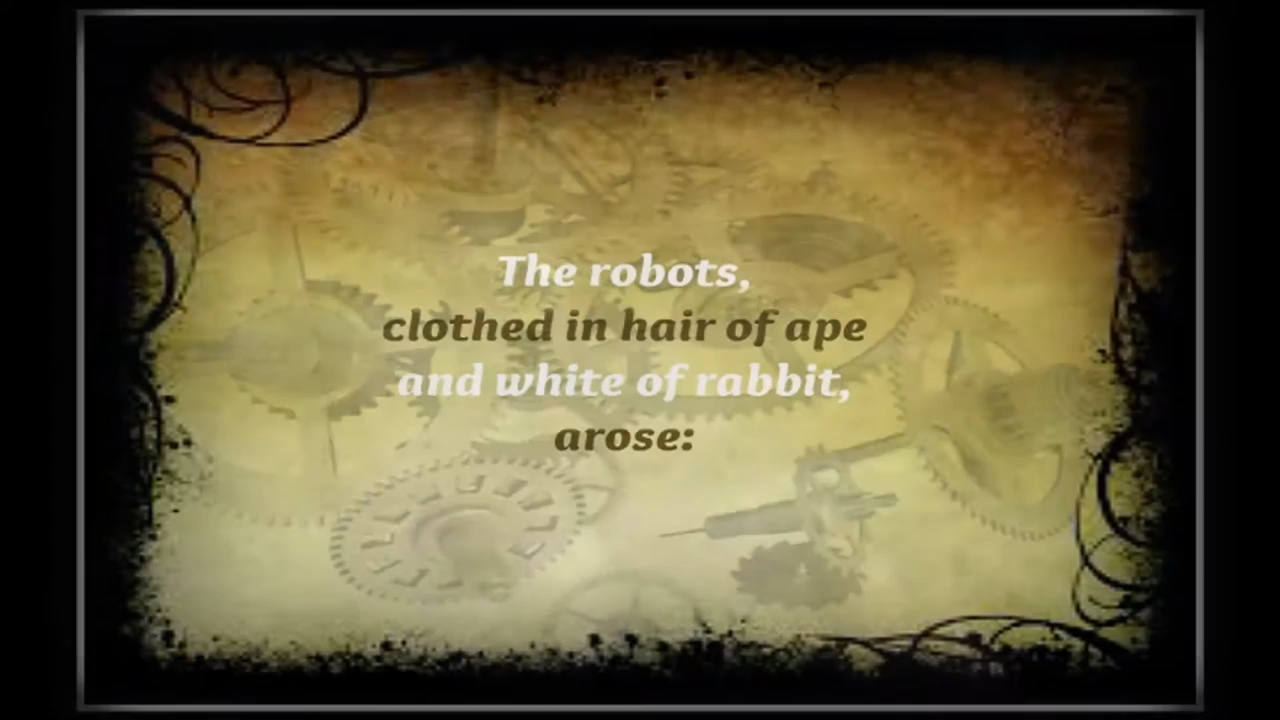 The robots,
clothed in hair of ape
and white of rabbit,
arose: